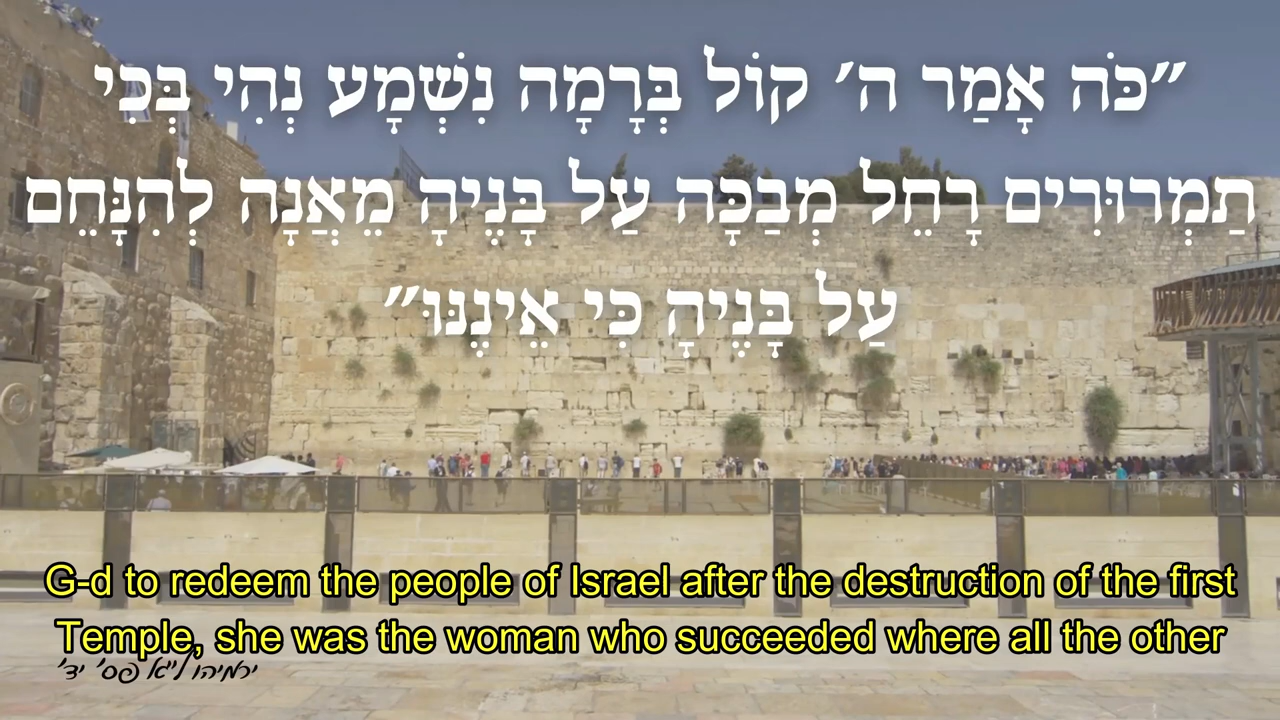 ״כֹּה אָמַר ה׳ קוֹל בְּרָמָה נִשְׁמָע נְהִי בְּכִי
תַמְרוּרִים רָחֵל מְבַכָּה עַל בָּנֶיהָ מֵאֲנָה לְהִנָּחֵם
עַל בָּנֶיהָ כִּי אֵינֶנּוּ״
G-d to redeem the people of Israel after the destruction of the first
Temple, she was the woman who succeeded where all the other
ירמיהו ל״א פס׳ יד׳